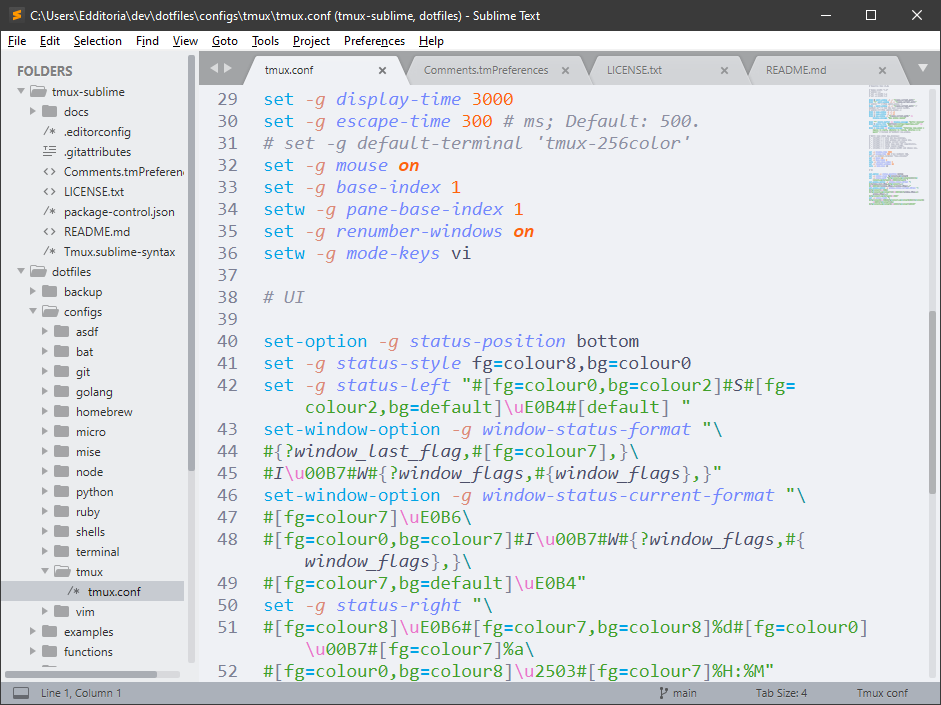 C:\Users\Edditoria\dev\dotfiles\configs\tmux\tmux.conf (tmux-sublime, dotfiles) - Sublime Text
File Edit Selection Find View Goto Tools Project Preferences Help
FOLDERS
tmux-sublime
docs
/* .editorconfig
.gitattributes
<> Comments.tmPreferen
<> LICENSE.txt
/* package-control.json
<> README.md
/* Tmux.sublime-syntax
dotfiles
backup
configs
asdf
bat
git
golang
homebrew
micro
mise
node
python
ruby
shells
terminal
tmux
/* tmux.conf
vim
examples
functions
tmux.conf × Comments.tmPreferences × LICENSE.txt × README.md ×
29 set -g display-time 3000
30 set -g escape-time 300 # ms; Default: 500.
31 # set -g default-terminal 'tmux-256color'
32 set -g mouse on
33 set -g base-index 1
34 setw -g pane-base-index 1
35 set -g renumber-windows on
36 setw -g mode-keys vi
37
38 # UI
39
40 set-option -g status-position bottom
41 set -g status-style fg=colour8,bg=colour0
42 set -g status-left "#[fg=colour0,bg=colour2]#S#[fg=
colour2,bg=default]\uE0B4#[default] "
43 set-window-option -g window-status-format "\
44 #{?window_last_flag,#[fg=colour7],}\
45 #I\u00B7#W#{?window_flags,#{window_flags},}"
46 set-window-option -g window-status-current-format "\
47 #[fg=colour7]\uE0B6\
48 #[fg=colour0,bg=colour7]#I\u00B7#W#{?window_flags,#{
window_flags},}\
49 #[fg=colour7,bg=default]\uE0B4"
50 set -g status-right "\
51 #[fg=colour8]\uE0B6#[fg=colour7,bg=colour8]%d#[fg=colour0]
\u00B7#[fg=colour7]%a\
52 #[fg=colour0,bg=colour8]\u2503#[fg=colour7]%H:%M"
Line 1, Column 1 main Tab Size: 4 Tmux conf